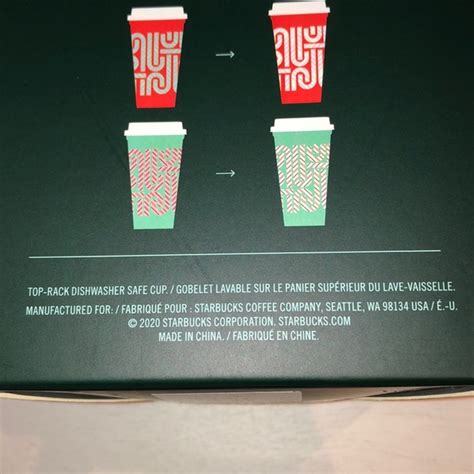 TOP-RACK DISHWASHER SAFE CUP. / GOBELET LAVABLE SUR LE PANIER SUPÉRIEUR DU LAVE-VAISSELLE.
MANUFACTURED FOR: / FABRIQUÉ POUR : STARBUCKS COFFEE COMPANY, SEATTLE, WA 98134 USA / É.-U.
© 2020 STARBUCKS CORPORATION. STARBUCKS.COM
MADE IN CHINA. / FABRIQUÉ EN CHINE.